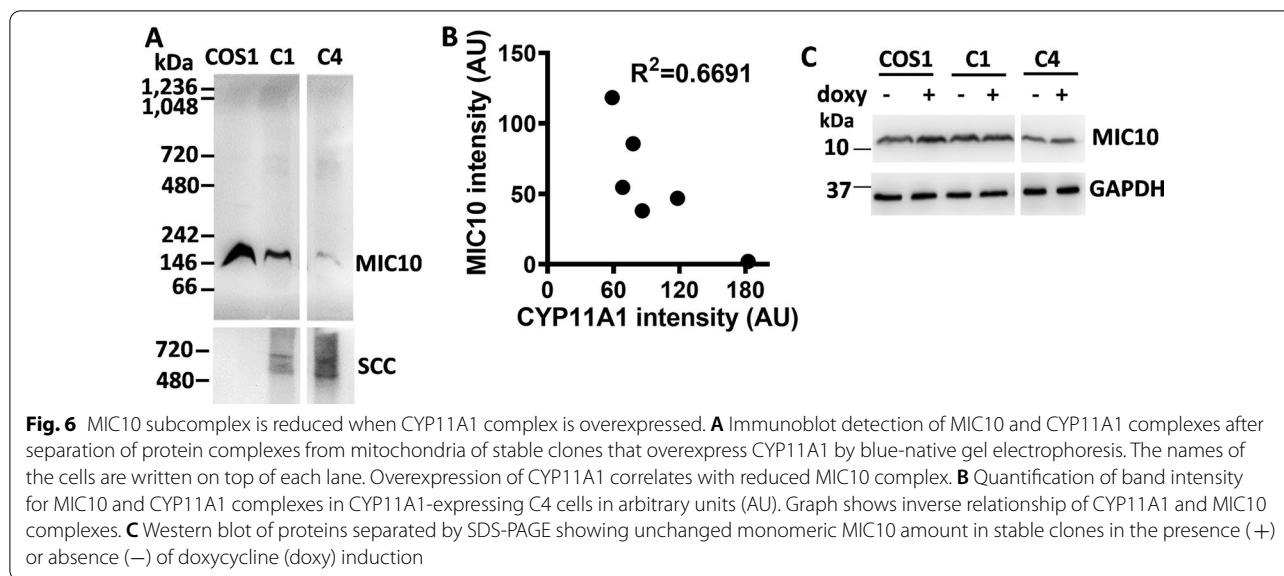 A
kDa COS1 C1 C4
1,236
1,048
720
480
242
146
66
MIC10
720
480
SCC
B
MIC10 intensity (AU)
150
100
50
0
R²=0.6691
0 60 120 180
CYP11A1 intensity (AU)
C
COS1 C1 C4
doxy - + - + - +
kDa
10 MIC10
37 GAPDH
Fig. 6 MIC10 subcomplex is reduced when CYP11A1 complex is overexpressed. A Immunoblot detection of MIC10 and CYP11A1 complexes after
separation of protein complexes from mitochondria of stable clones that overexpress CYP11A1 by blue-native gel electrophoresis. The names of
the cells are written on top of each lane. Overexpression of CYP11A1 correlates with reduced MIC10 complex. B Quantification of band intensity
for MIC10 and CYP11A1 complexes in CYP11A1-expressing C4 cells in arbitrary units (AU). Graph shows inverse relationship of CYP11A1 and MIC10
complexes. C Western blot of proteins separated by SDS-PAGE showing unchanged monomeric MIC10 amount in stable clones in the presence (+)
or absence (−) of doxycycline (doxy) induction